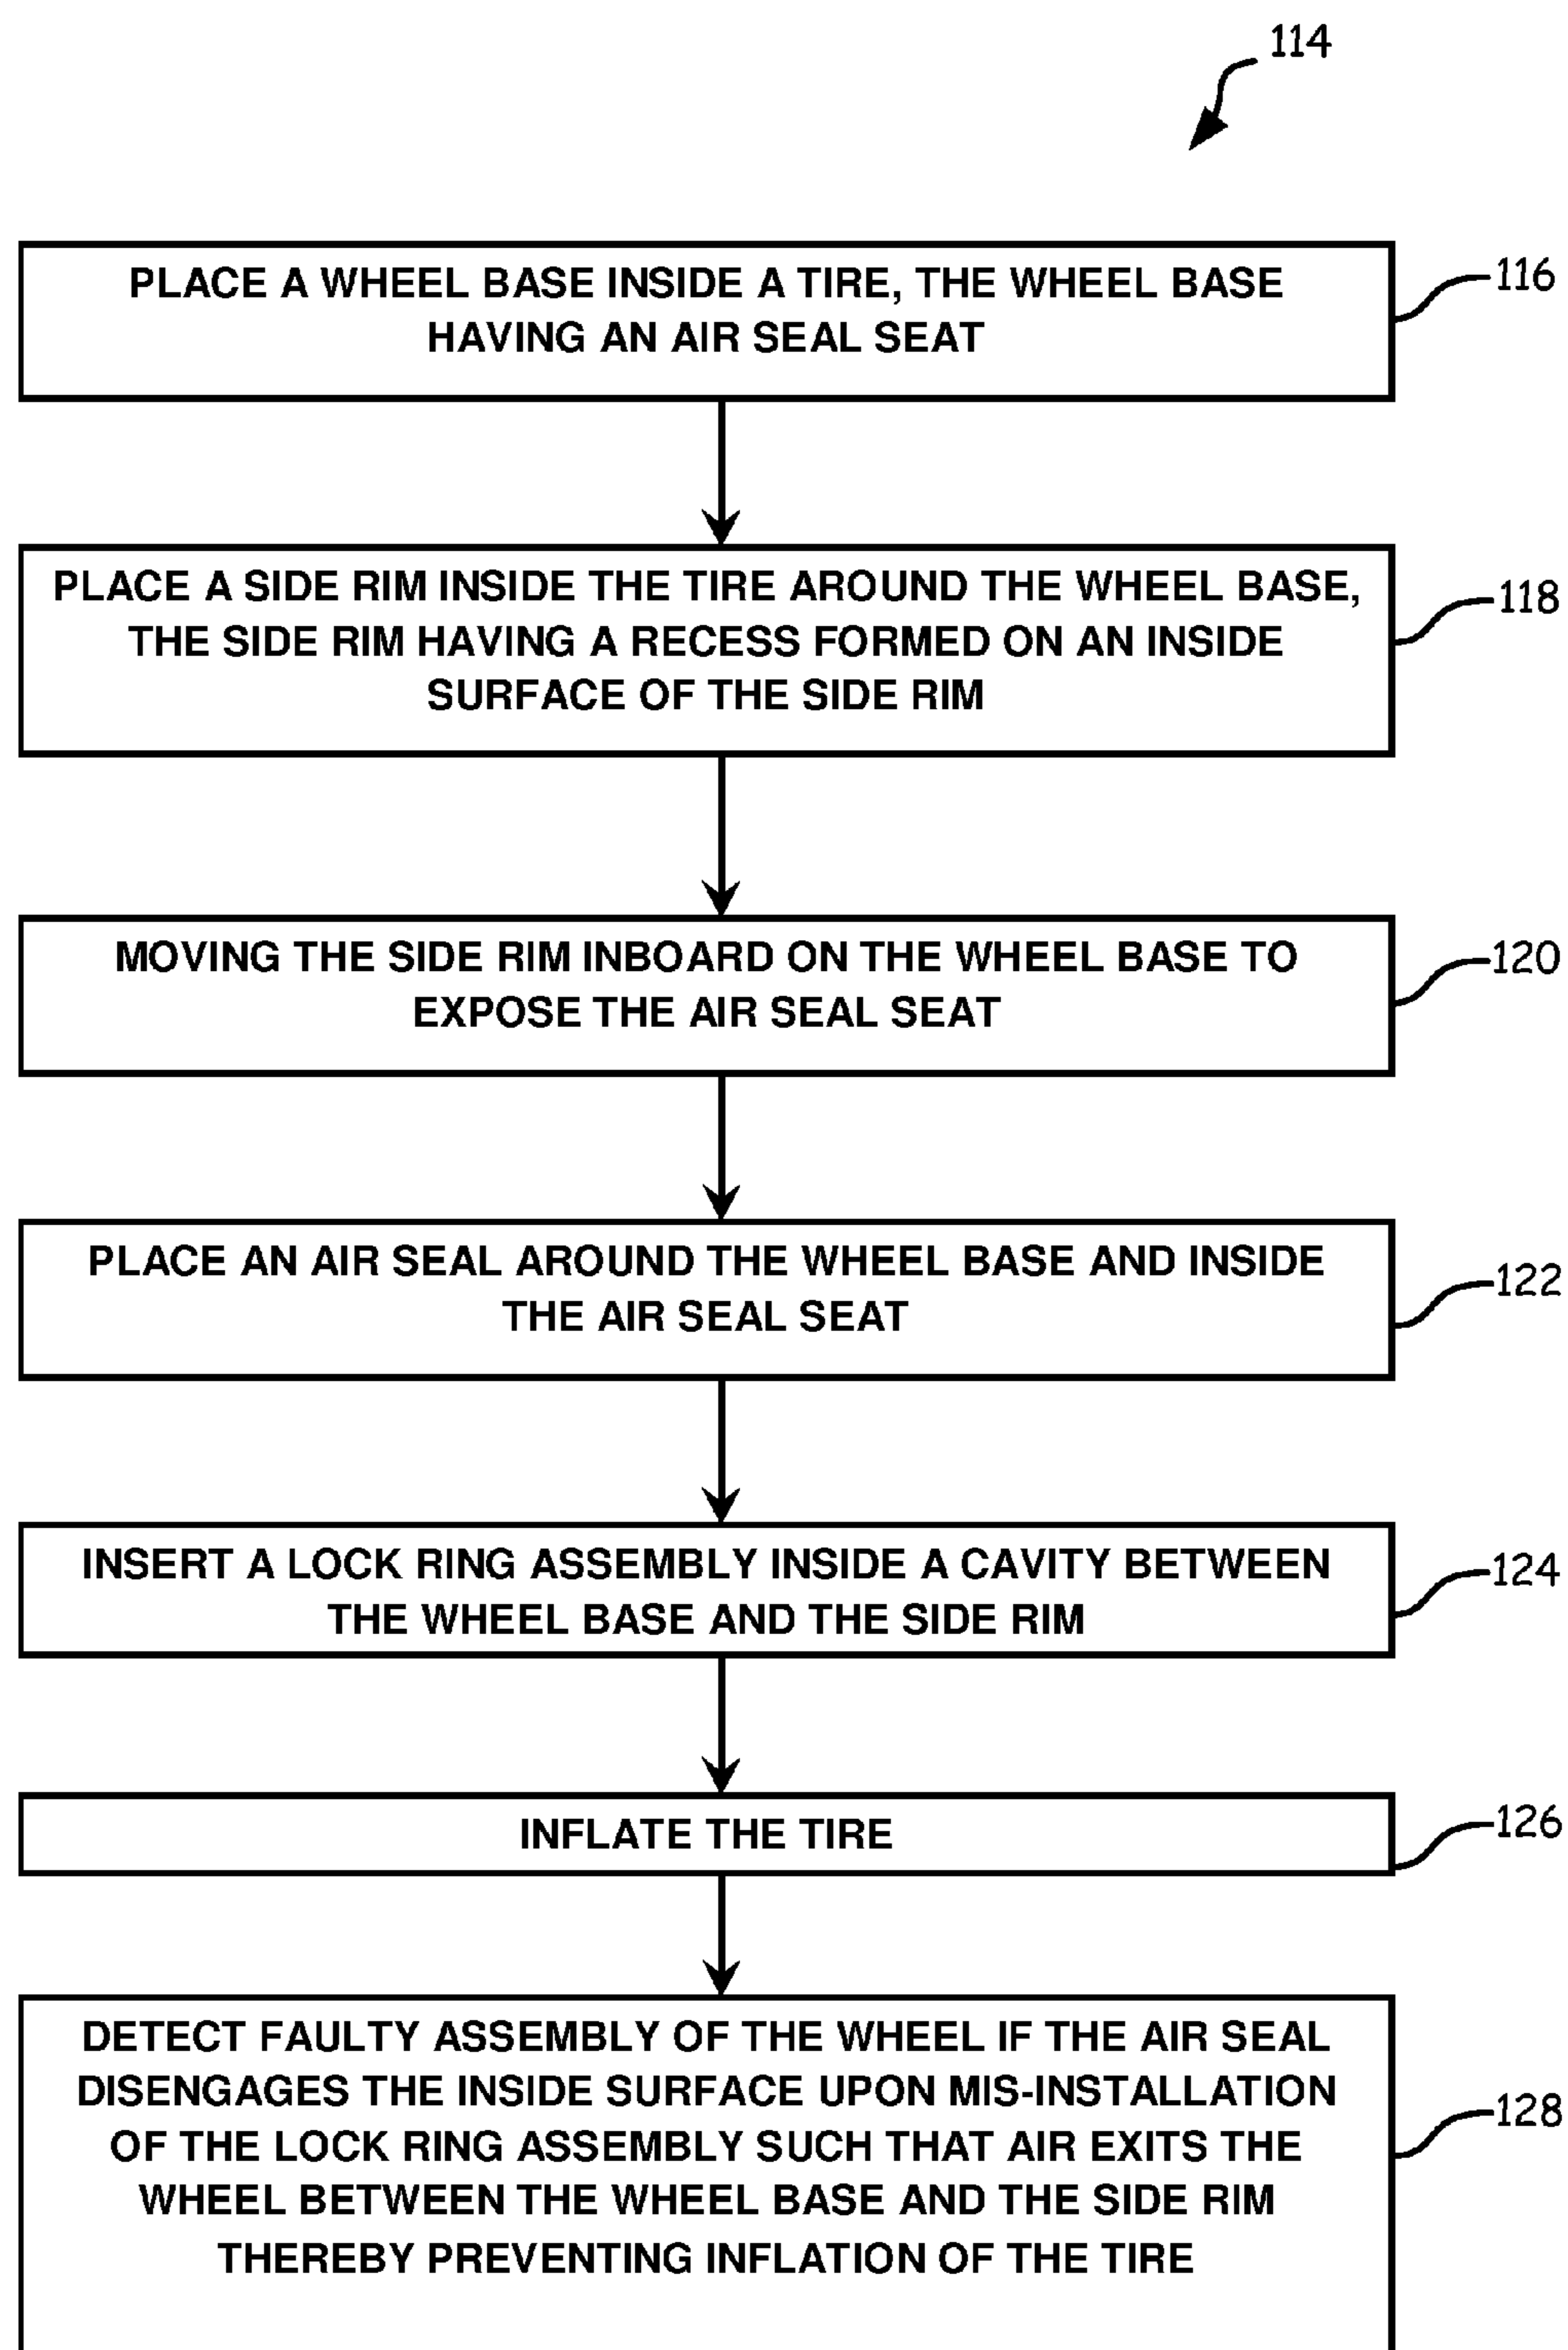 114
PLACE A WHEEL BASE INSIDE A TIRE, THE WHEEL BASE
HAVING AN AIR SEAL SEAT
116
PLACE A SIDE RIM INSIDE THE TIRE AROUND THE WHEEL BASE,
THE SIDE RIM HAVING A RECESS FORMED ON AN INSIDE
SURFACE OF THE SIDE RIM
118
MOVING THE SIDE RIM INBOARD ON THE WHEEL BASE TO
EXPOSE THE AIR SEAL SEAT
120
PLACE AN AIR SEAL AROUND THE WHEEL BASE AND INSIDE
THE AIR SEAL SEAT
122
INSERT A LOCK RING ASSEMBLY INSIDE A CAVITY BETWEEN
THE WHEEL BASE AND THE SIDE RIM
124
INFLATE THE TIRE
126
DETECT FAULTY ASSEMBLY OF THE WHEEL IF THE AIR SEAL
DISENGAGES THE INSIDE SURFACE UPON MIS-INSTALLATION
OF THE LOCK RING ASSEMBLY SUCH THAT AIR EXITS THE
WHEEL BETWEEN THE WHEEL BASE AND THE SIDE RIM
THEREBY PREVENTING INFLATION OF THE TIRE
128